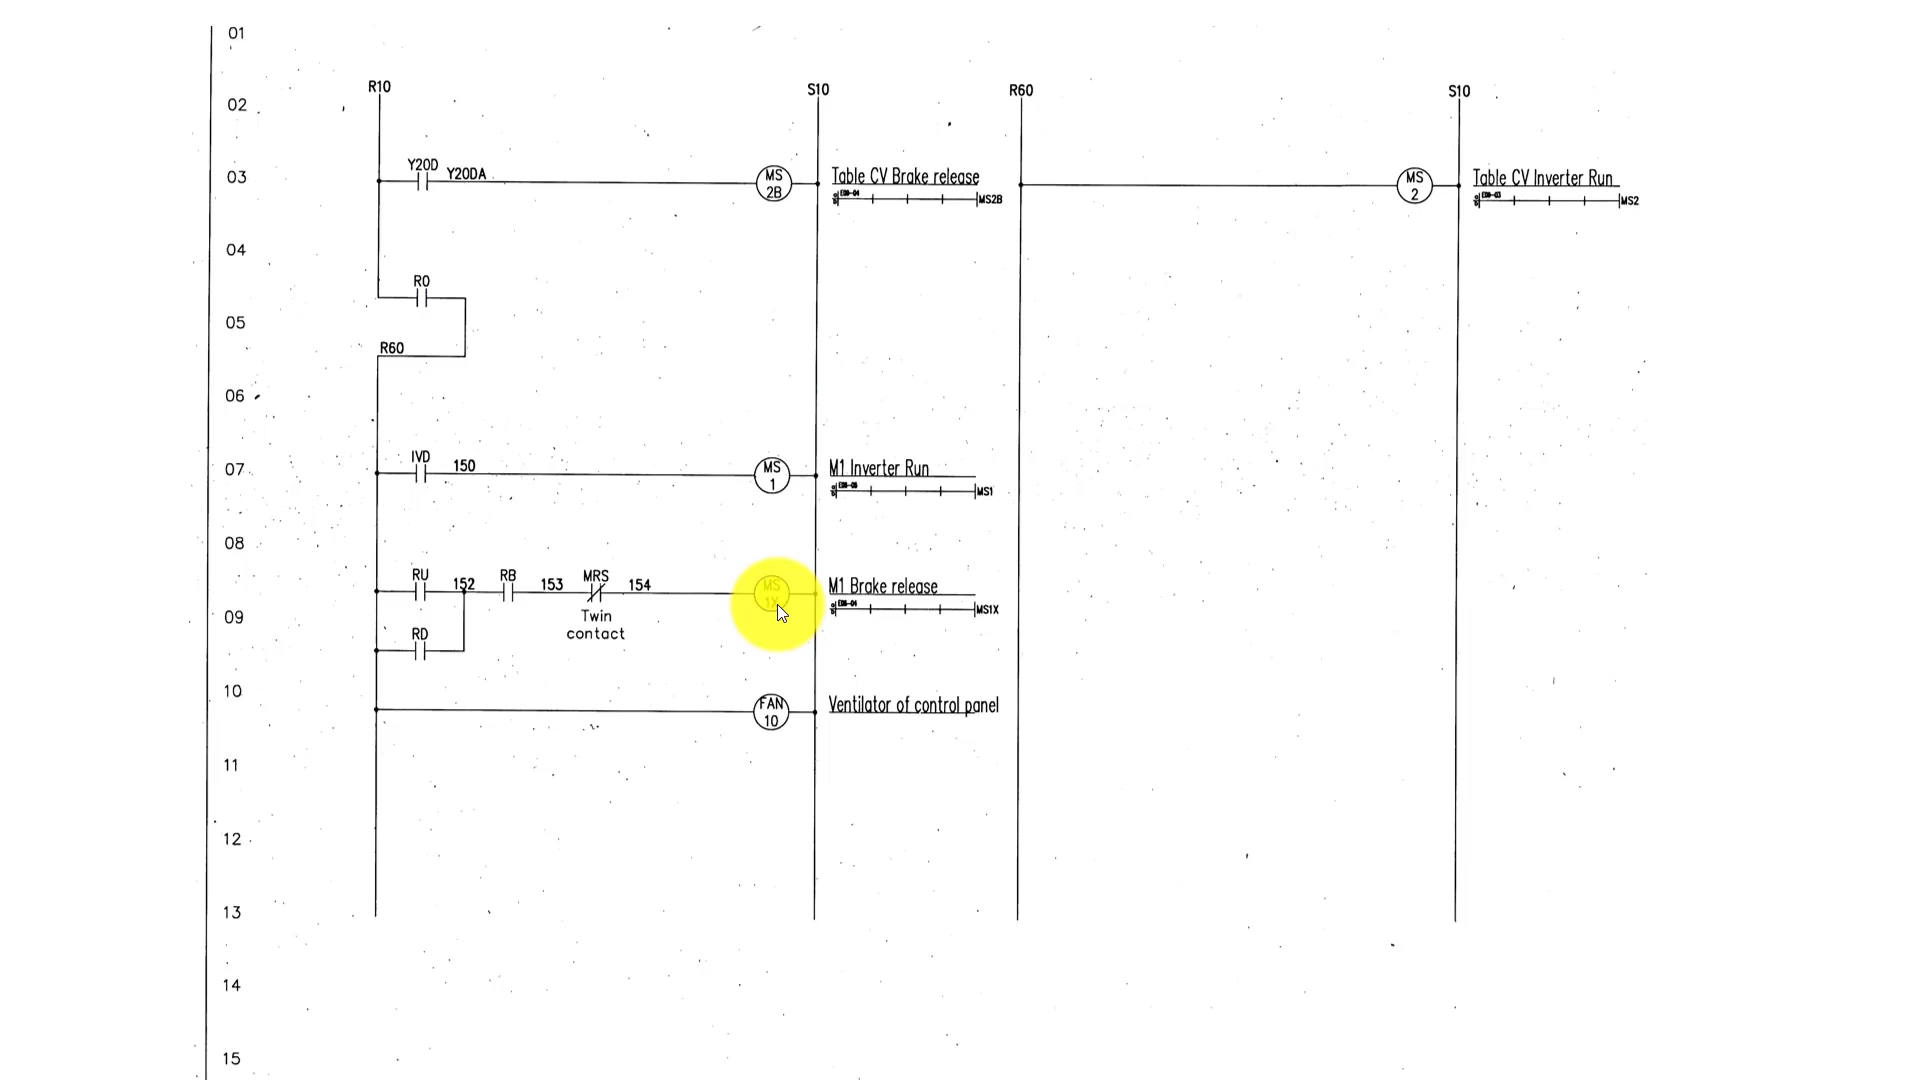 01
R10
S10
R60
S10
02
Y20D
Y20DA
MS
2B
Table CV Brake release
MS2B
MS
2
Table CV Inverter Run
MS2
03
04
R0
05
R60
06
IVD
150
MS
1
M1 Inverter Run
MS1
07
08
RU
152
RB
153
MRS
154
MS
1X
M1 Brake release
MS1X
Twin
contact
09
RD
10
FAN
10
Ventilator of control panel
11
12
13
14
15